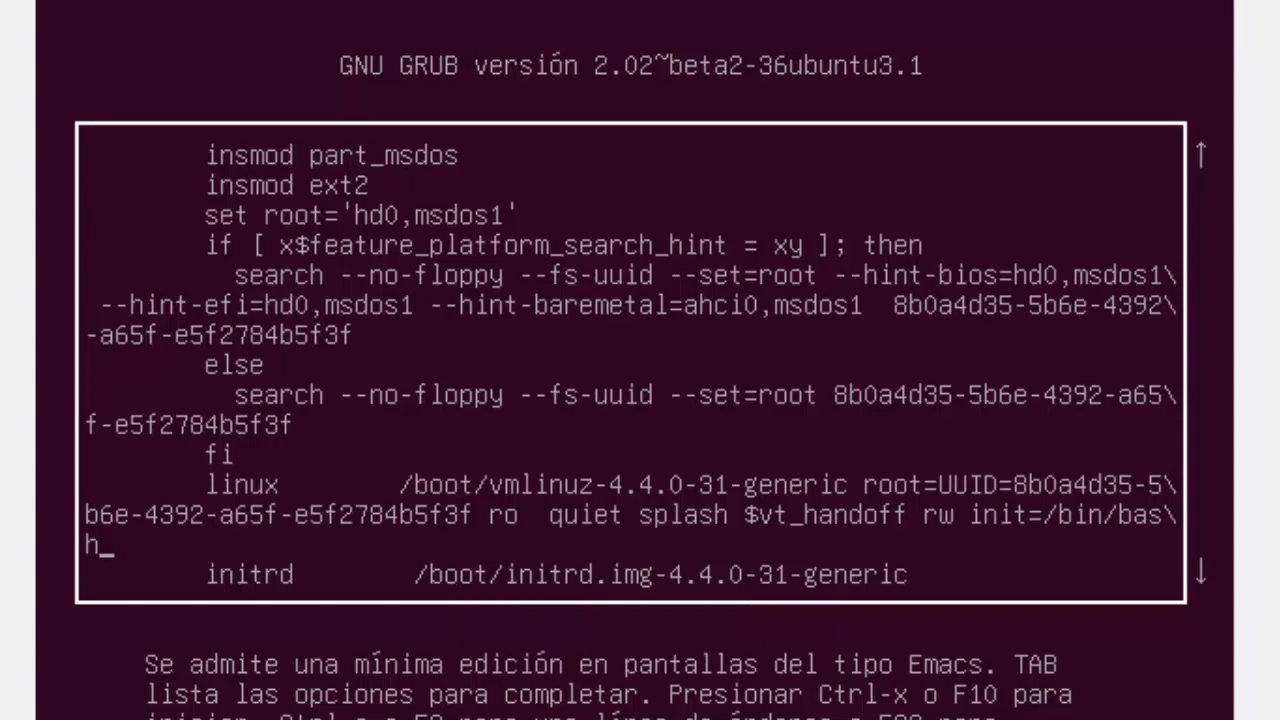 GNU GRUB versión 2.02~beta2-36ubuntu3.1
insmod part_msdos
insmod ext2
set root='hd0,msdos1'
if [ x$feature_platform_search_hint = xy ]; then
search --no-floppy --fs-uuid --set=root --hint-bios=hd0,msdos1\
--hint-efi=hd0,msdos1 --hint-baremetal=ahci0,msdos1  8b0a4d35-5b6e-4392\
-a65f-e5f2784b5f3f
else
search --no-floppy --fs-uuid --set=root 8b0a4d35-5b6e-4392-a65\
f-e5f2784b5f3f
fi
linux /boot/vmlinuz-4.4.0-31-generic root=UUID=8b0a4d35-5\
b6e-4392-a65f-e5f2784b5f3f ro  quiet splash $vt_handoff rw init=/bin/bas\
h_
initrd /boot/initrd.img-4.4.0-31-generic
Se admite una mínima edición en pantallas del tipo Emacs. TAB
lista las opciones para completar. Presionar Ctrl-x o F10 para